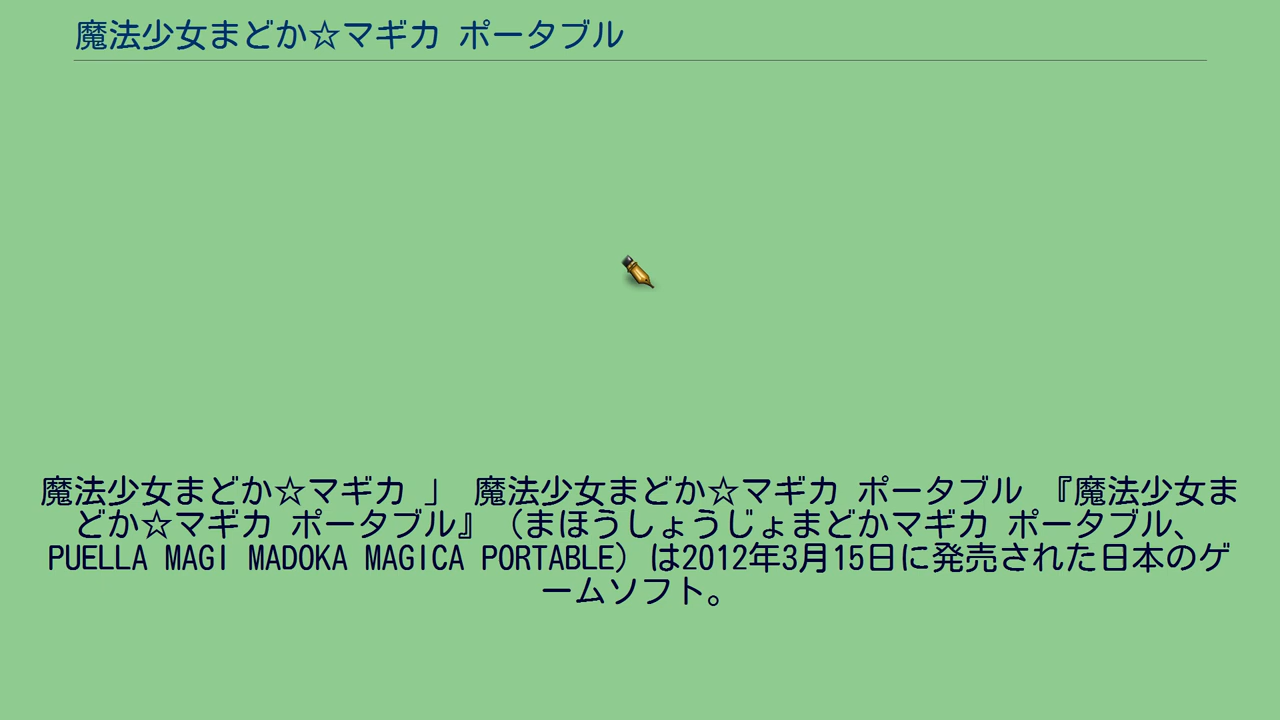 魔法少女まどか☆マギカ ポータブル
魔法少女まどか☆マギカ 」 魔法少女まどか☆マギカ ポータブル 『魔法少女ま
どか☆マギカ ポータブル』（まほうしょうじょまどかマギカ ポータブル、
PUELLA MAGI MADOKA MAGICA PORTABLE）は2012年3月15日に発売された日本のゲ
ームソフト。